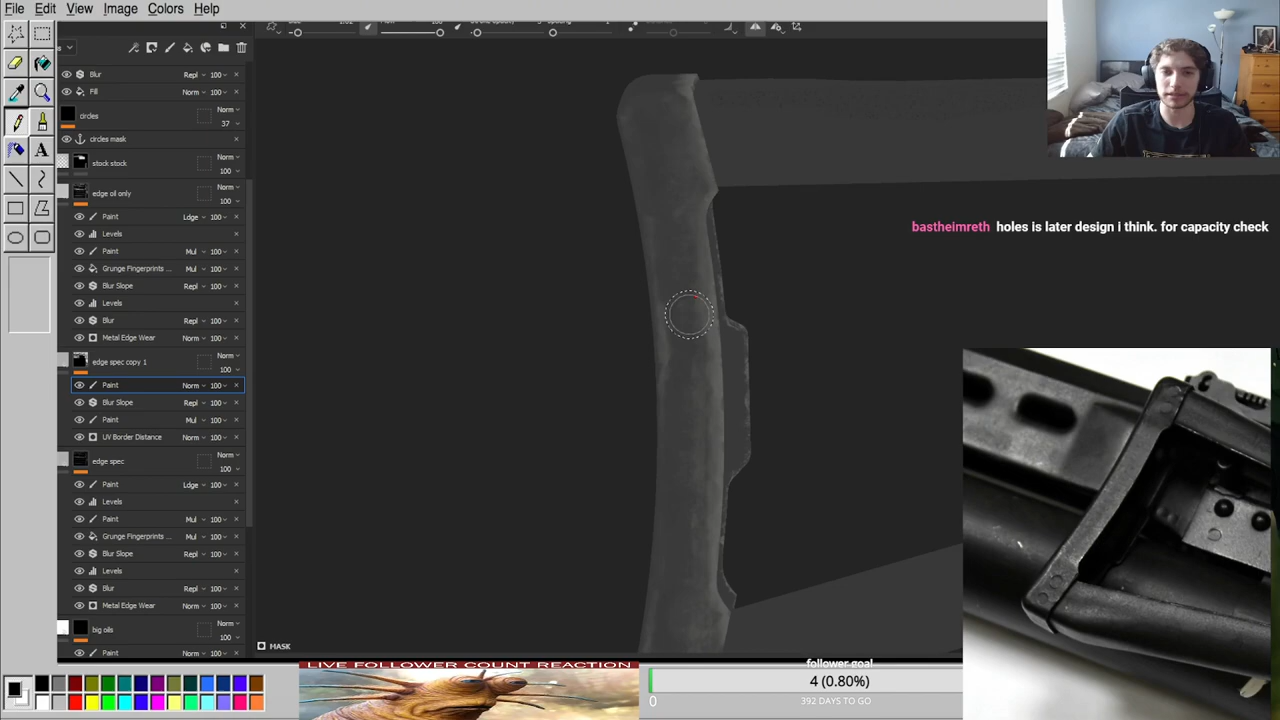 File Edit View Image Colors Help
Blur Repl 100
Fill Norm 100
circles Norm 37
circles mask
stock stock Norm 100
edge oil only Norm 100
Paint Ldge 100
Levels
Paint Mul 100
Grunge Fingerprints ... Mul 100
Blur Slope Repl 100
Levels
Blur Repl 100
Metal Edge Wear Norm 100
edge spec copy 1 Norm 100
Paint Norm 100
Blur Slope Repl 100
Paint Mul 100
UV Border Distance Norm 100
edge spec Norm 100
Paint Ldge 100
Levels
Paint Mul 100
Grunge Fingerprints ... Mul 100
Blur Slope Repl 100
Levels
Blur Repl 100
Metal Edge Wear Norm 100
big oils Norm 100
Paint Norm 100
MASK
A
bastheimreth holes is later design i think. for capacity check
LIVE FOLLOWER COUNT REACTION
follower goal
4 (0.80%)
0
392 DAYS TO GO